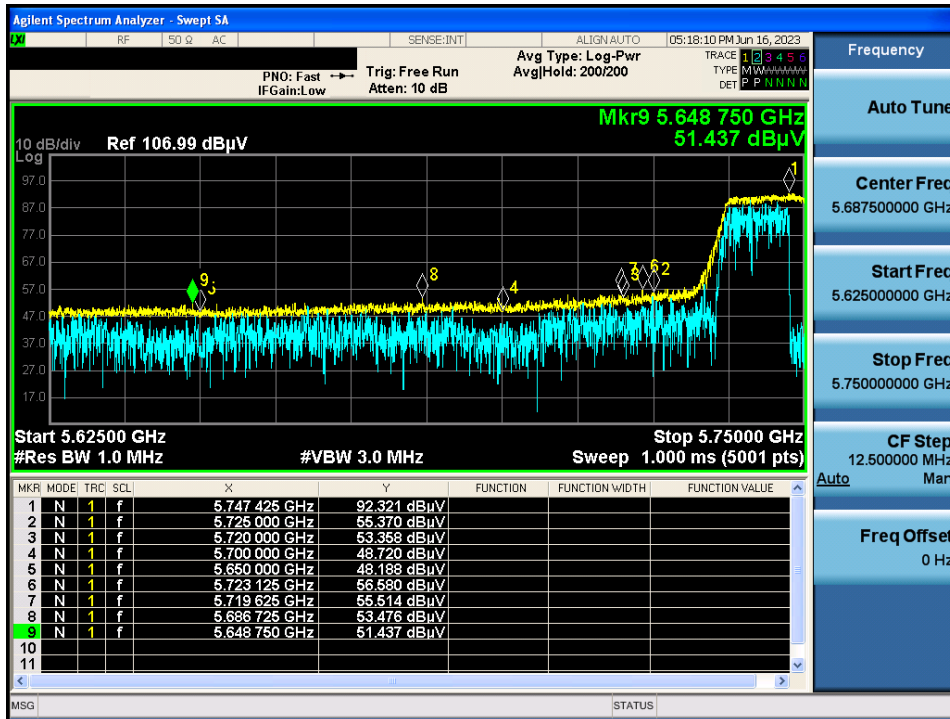 Agilent Spectrum Analyzer - Swept SA
LXI RF 50 Ω AC SENSE:INT ALIGN AUTO 05:18:10 PM Jun 16, 2023
PNO: Fast Trig: Free Run Avg Type: Log-Pwr TRACE 1 2 3 4 5 6
IFGain:Low Atten: 10 dB Avg|Hold: 200/200 TYPE M
DET P P N N N N
Mkr9 5.648 750 GHz
51.437 dBµV
10 dB/div Ref 106.99 dBµV
Log
97.0
87.0
77.0
67.0
57.0
47.0
37.0
27.0
17.0
1
9
8
4
7
6
2
Start 5.62500 GHz Stop 5.75000 GHz
#Res BW 1.0 MHz #VBW 3.0 MHz Sweep 1.000 ms (5001 pts)
MKR MODE TRC SCL X Y FUNCTION FUNCTION WIDTH FUNCTION VALUE
1 N 1 f 5.747 425 GHz 92.321 dBµV
2 N 1 f 5.725 000 GHz 55.370 dBµV
3 N 1 f 5.720 000 GHz 53.358 dBµV
4 N 1 f 5.700 000 GHz 48.720 dBµV
5 N 1 f 5.650 000 GHz 48.188 dBµV
6 N 1 f 5.723 125 GHz 56.580 dBµV
7 N 1 f 5.719 625 GHz 55.514 dBµV
8 N 1 f 5.686 725 GHz 53.476 dBµV
9 N 1 f 5.648 750 GHz 51.437 dBµV
10
11
MSG STATUS
Frequency
Auto Tune
Center Freq
5.687500000 GHz
Start Freq
5.625000000 GHz
Stop Freq
5.750000000 GHz
CF Step
12.500000 MHz
Auto Man
Freq Offset
0 Hz